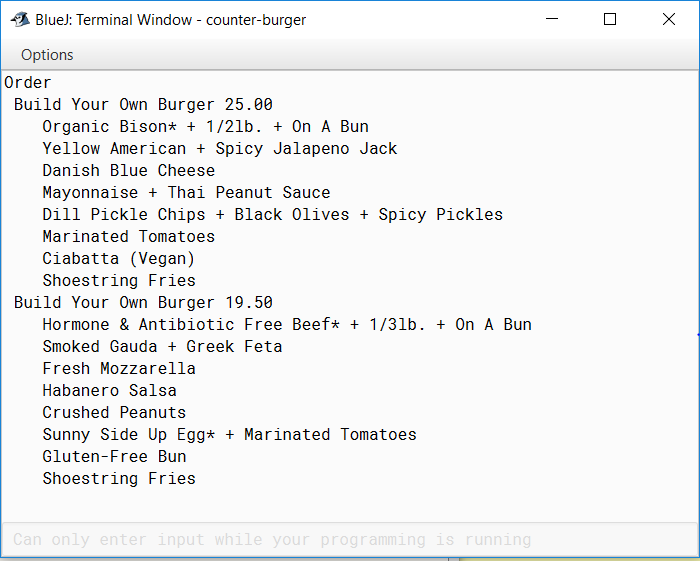 BlueJ: Terminal Window - counter-burger
Options
Order
Build Your Own Burger 25.00
Organic Bison* + 1/2lb. + On A Bun
Yellow American + Spicy Jalapeno Jack
Danish Blue Cheese
Mayonnaise + Thai Peanut Sauce
Dill Pickle Chips + Black Olives + Spicy Pickles
Marinated Tomatoes
Ciabatta (Vegan)
Shoestring Fries
Build Your Own Burger 19.50
Hormone & Antibiotic Free Beef* + 1/3lb. + On A Bun
Smoked Gauda + Greek Feta
Fresh Mozzarella
Habanero Salsa
Crushed Peanuts
Sunny Side Up Egg* + Marinated Tomatoes
Gluten-Free Bun
Shoestring Fries
Can only enter input while your programming is running